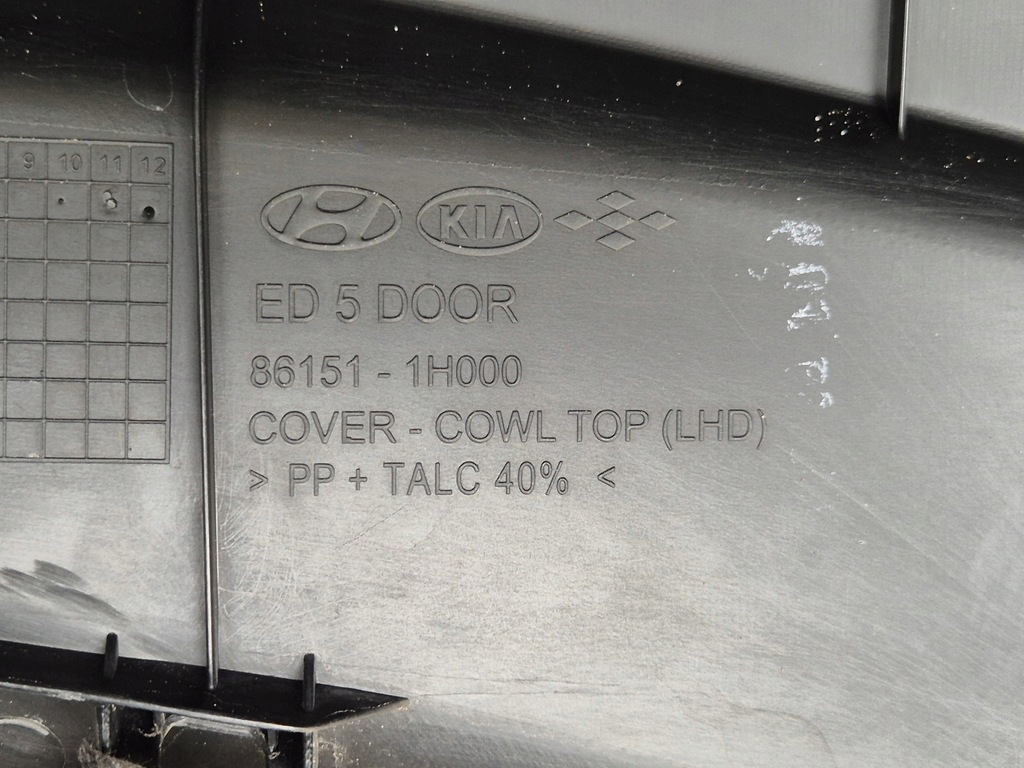 9 10 11 12
KIA
ED 5 DOOR
86151 - 1H000
COVER - COWL TOP (LHD)
> PP + TALC 40% <